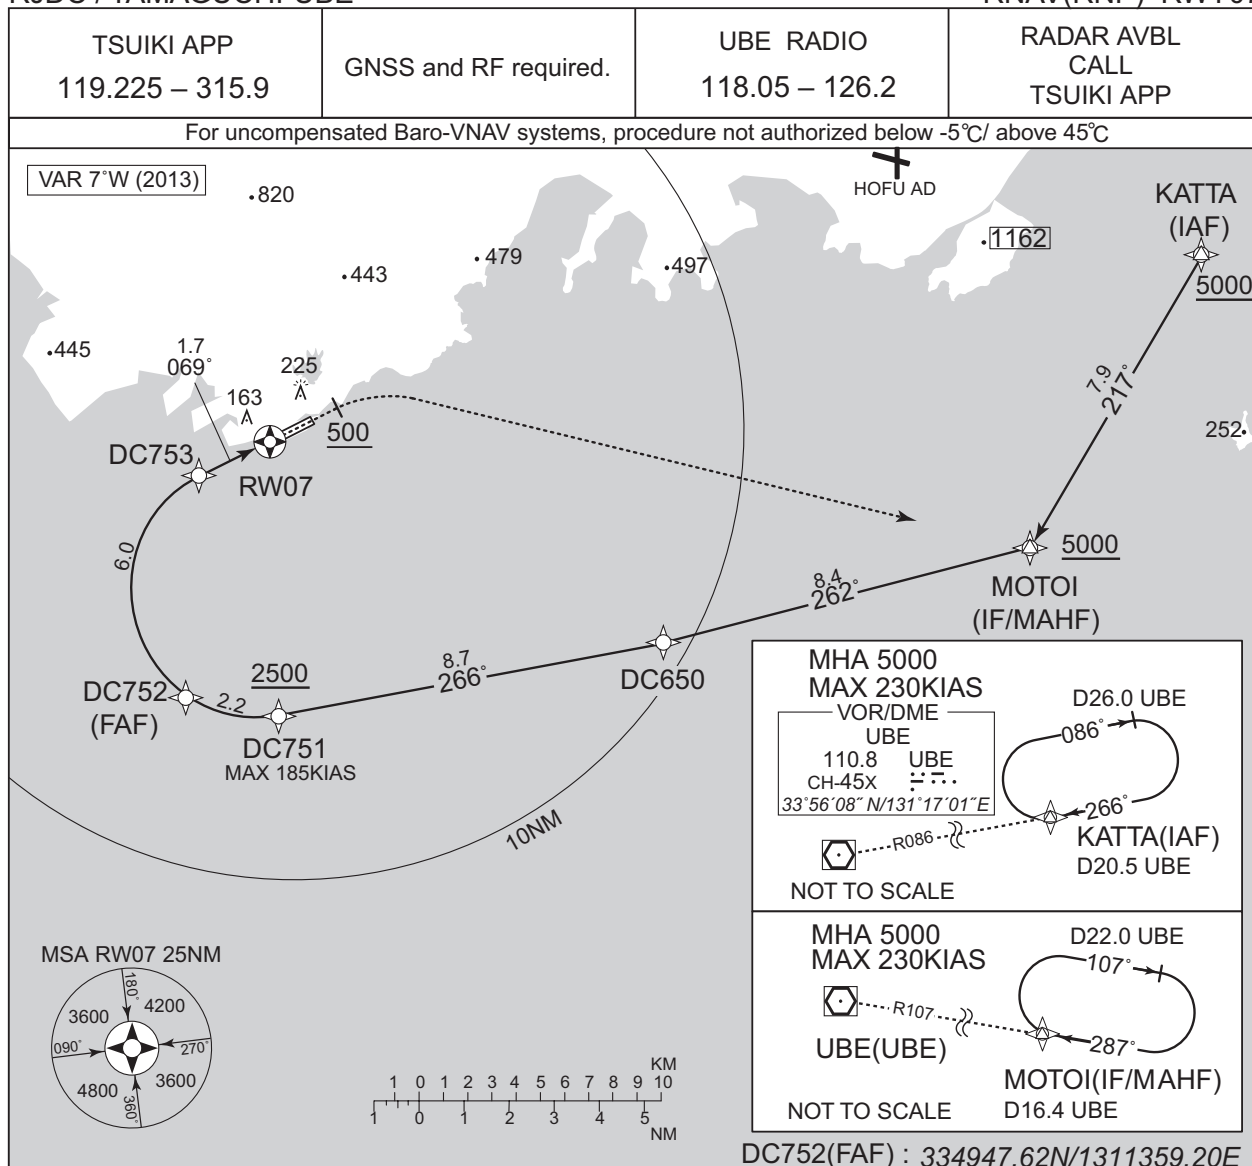 TSUIKI APP
119.225 – 315.9
GNSS and RF required.
UBE RADIO
118.05 – 126.2
RADAR AVBL
CALL
TSUIKI APP
For uncompensated Baro-VNAV systems, procedure not authorized below -5℃/ above 45℃
VAR 7°W (2013)
820
HOFU AD
KATTA
(IAF)
5000
1162
479
497
443
445
1.7
069°
225
163
500
7.9
217°
252
DC753
RW07
6.0
5000
MOTOI
(IF/MAHF)
8.4
262°
DC650
8.7
266°
2500
2.2
DC752
(FAF)
DC751
MAX 185KIAS
10NM
MHA 5000
MAX 230KIAS
VOR/DME
UBE
110.8 UBE
CH-45X
33°56´08˝ N/131°17´01˝E
D26.0 UBE
086°
266°
R086
KATTA(IAF)
D20.5 UBE
NOT TO SCALE
MHA 5000
MAX 230KIAS
D22.0 UBE
107°
R107
287°
UBE(UBE)
MOTOI(IF/MAHF)
D16.4 UBE
NOT TO SCALE
MSA RW07 25NM
180°
3600
4200
090°
270°
4800
3600
360°
KM
1 0 1 2 3 4 5 6 7 8 9 10
1 0 1 2 3 4 5
NM
DC752(FAF) : 334947.62N/1311359.20E